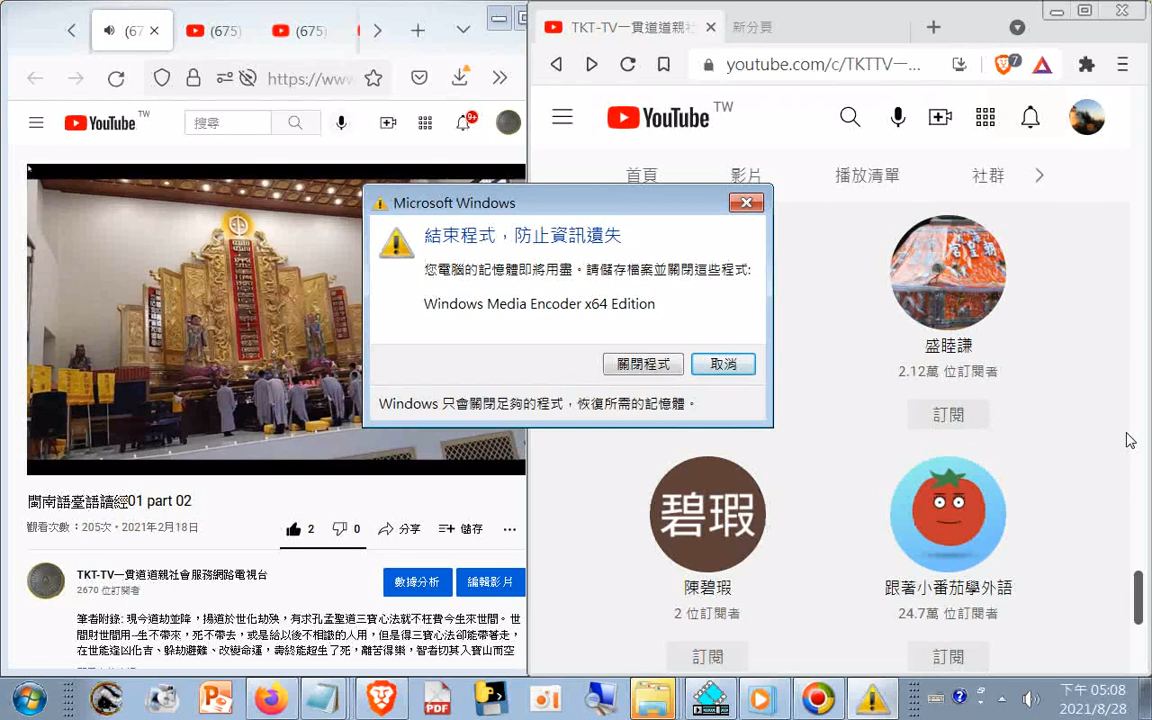 (67
(675)
(675)
https://www
YouTube TW
搜尋
9+
閩南語臺語讀經01 part 02
觀看次數：205次・2021年2月18日
2
0
分享
儲存
TKT-TV一貫道道親社會服務網路電視台
2670 位訂閱者
數據分析
編輯影片
筆者附錄: 現今道劫並降，揚道於世化劫殃，有求孔孟聖道三寶心法就不枉費今生來世間。世
間財世間用一生不帶來，死不帶去，或是給以後不相識的人用，但是得三寶心法卻能帶著走，
在世能逢凶化吉、躲劫避難、改變命運，壽終能超生了死，離苦得樂，智者切其入寶山而空
TKT-TV一貫道道親
新分頁
youtube.com/c/TKTTV一...
7
YouTube TW
首頁
影片
播放清單
社群
盛睦謙
2.12萬 位訂閱者
訂閱
碧瑕
陳碧瑕
2 位訂閱者
訂閱
跟著小番茄學外語
24.7萬 位訂閱者
訂閱
Microsoft Windows
結束程式，防止資訊遺失
您電腦的記憶體即將用盡。請儲存檔案並關閉這些程式:
Windows Media Encoder x64 Edition
關閉程式
取消
Windows 只會關閉足夠的程式，恢復所需的記憶體。
PDF
下午 05:08
2021/8/28